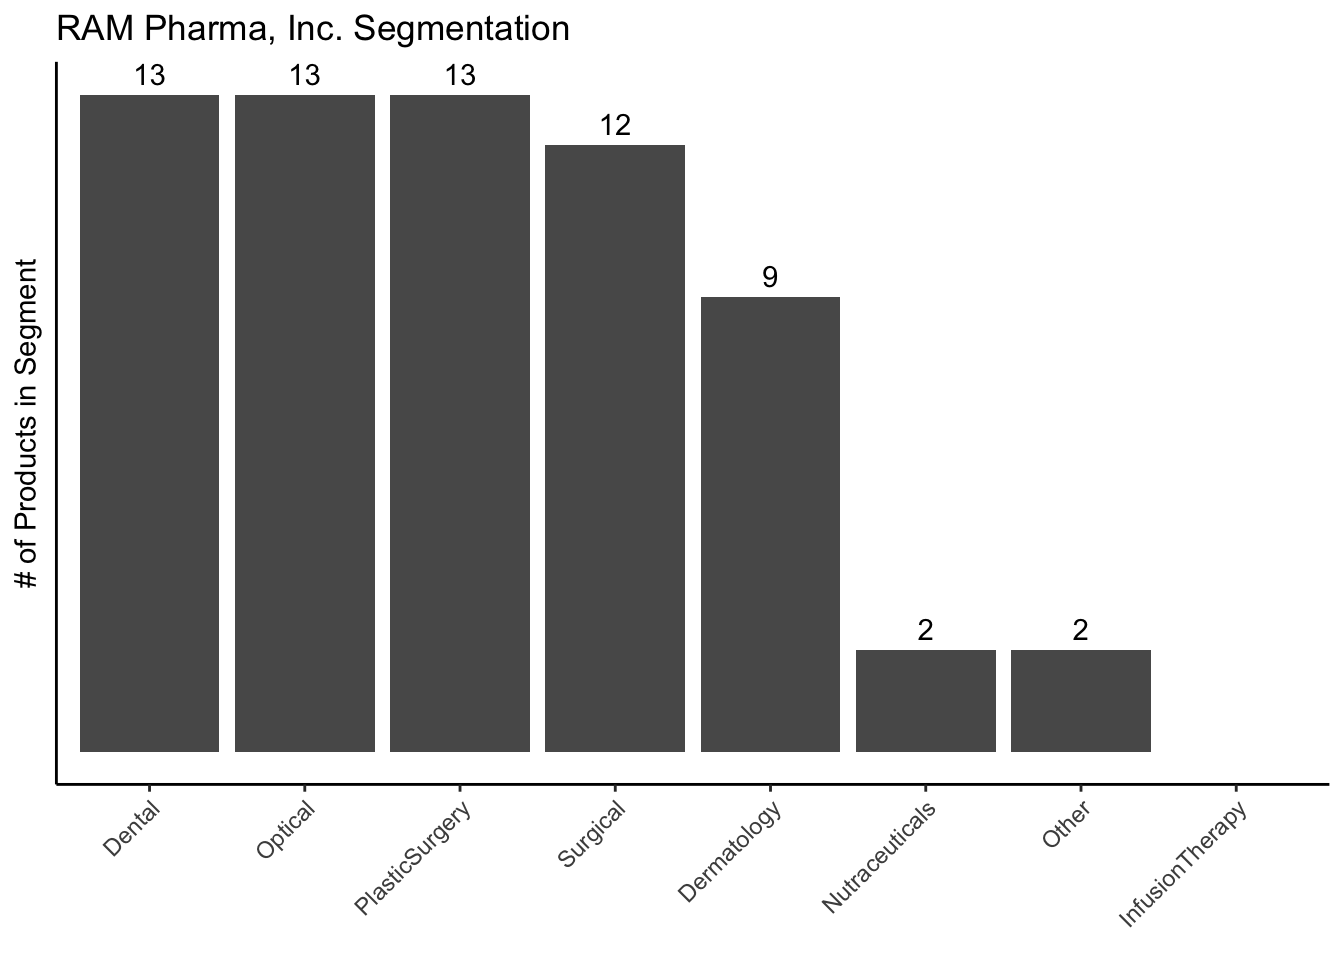 RAM Pharma, Inc. Segmentation
13
13
13
12
9
2
2
# of Products in Segment
Dental
Optical
PlasticSurgery
Surgical
Dermatology
Nutraceuticals
Other
InfusionTherapy